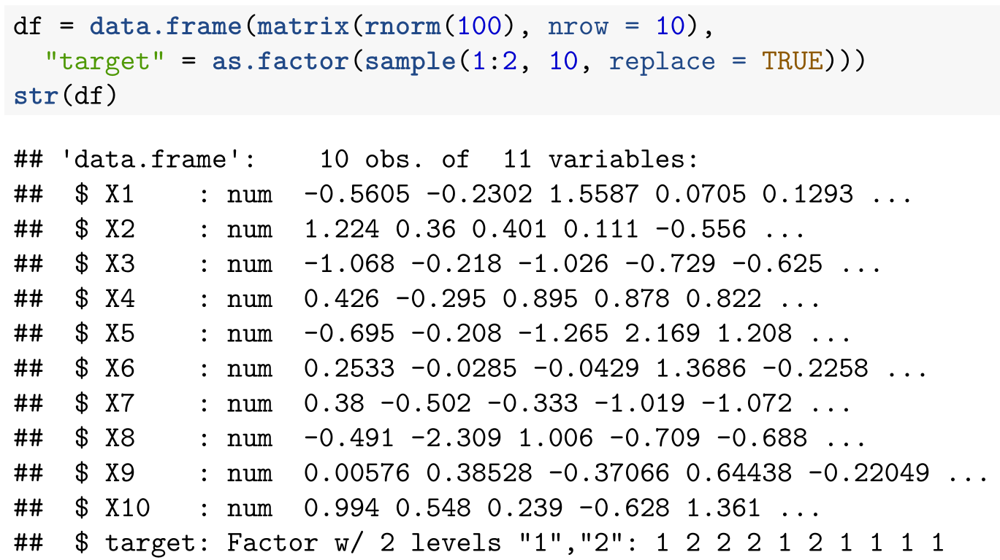 df = data.frame(matrix(rnorm(100), nrow = 10),
  "target" = as.factor(sample(1:2, 10, replace = TRUE)))
str(df)
## 'data.frame':    10 obs. of  11 variables:
##  $ X1    : num  -0.5605 -0.2302 1.5587 0.0705 0.1293 ...
##  $ X2    : num  1.224 0.36 0.401 0.111 -0.556 ...
##  $ X3    : num  -1.068 -0.218 -1.026 -0.729 -0.625 ...
##  $ X4    : num  0.426 -0.295 0.895 0.878 0.822 ...
##  $ X5    : num  -0.695 -0.208 -1.265 2.169 1.208 ...
##  $ X6    : num  0.2533 -0.0285 -0.0429 1.3686 -0.2258 ...
##  $ X7    : num  0.38 -0.502 -0.333 -1.019 -1.072 ...
##  $ X8    : num  -0.491 -2.309 1.006 -0.709 -0.688 ...
##  $ X9    : num  0.00576 0.38528 -0.37066 0.64438 -0.22049 ...
##  $ X10   : num  0.994 0.548 0.239 -0.628 1.361 ...
##  $ target: Factor w/ 2 levels "1","2": 1 2 2 2 1 2 1 1 1 1